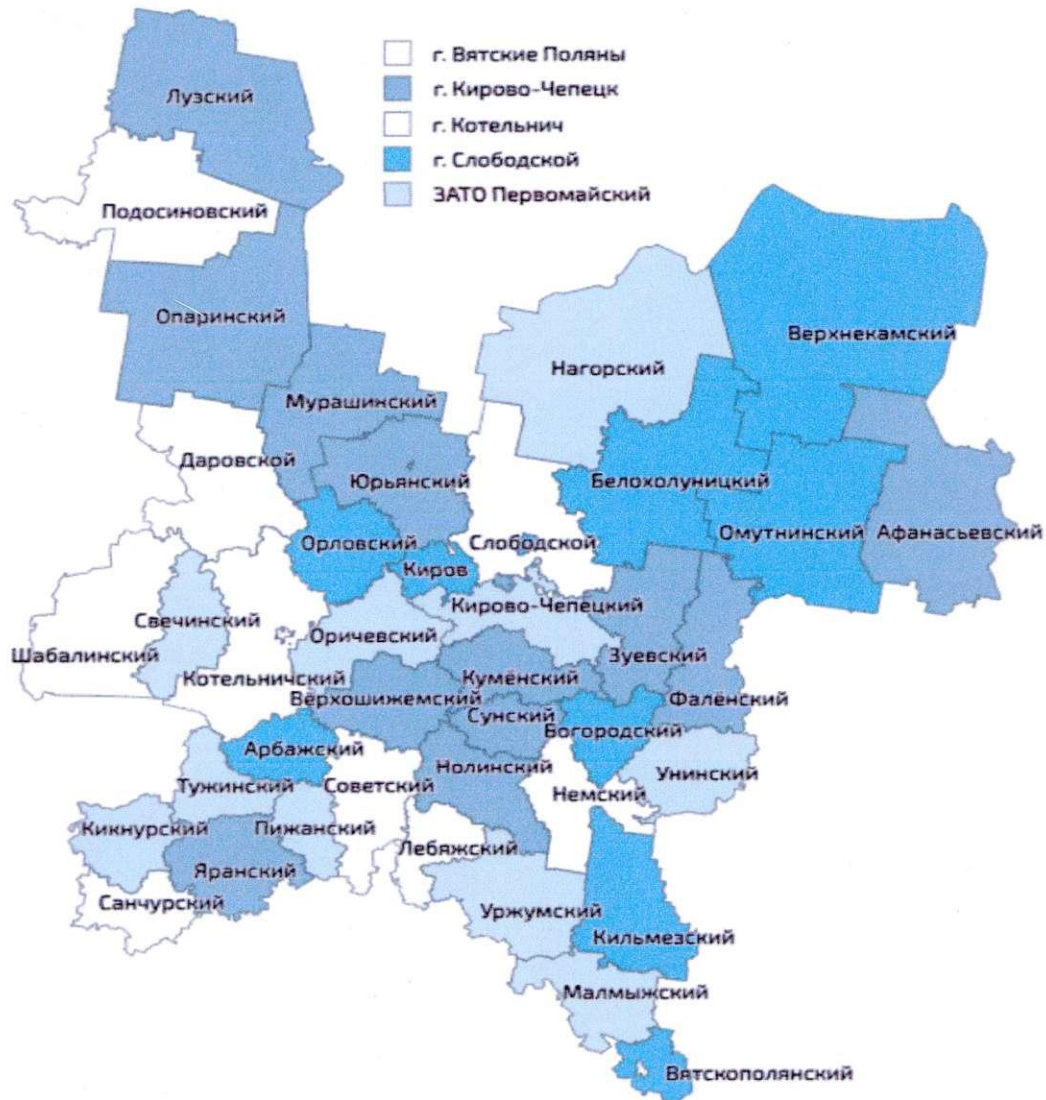 г. Вятские Поляны
г. Кирово-Чепецк
г. Котельнич
г. Слободской
ЗАТО Первомайский
Лузский
Подосиновский
Опаринский
Верхнекамский
Нагорский
Мурашинский
Даровской
Юрьянский
Белохолуницкий
Омутнинский
Афанасьевский
Орловский
Слободской
Киров
Кирово-Чепецкий
Свечинский
Оричевский
Шабалинский
Зуевский
Котельничский
Кумёнский
Верхошижемский
Фалёнский
Сунский
Богородский
Арбажский
Нолинский
Унинский
Тужинский
Советский
Немский
Кикнурский
Пижанский
Лебяжский
Яранский
Санчурский
Уржумский
Кильмезский
Малмыжский
Вятскополянский